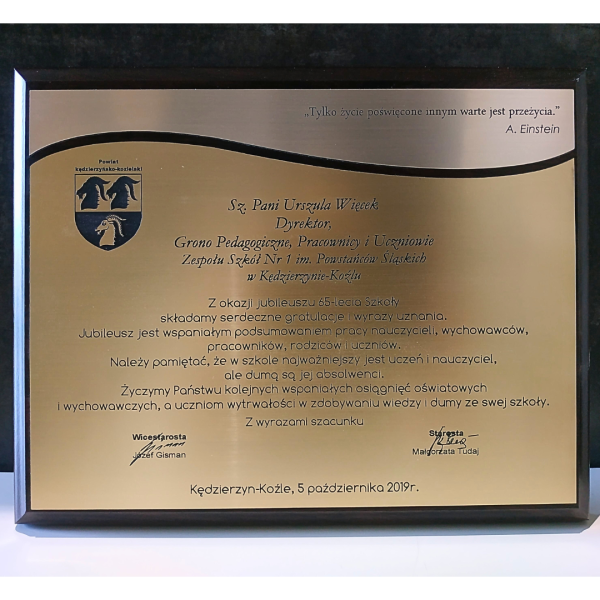 „Tylko życie poświęcone innym warte jest przeżycia.”
A. Einstein
Powiat
kędzierzyńsko-kozielski
Sz. Pani Urszula Więcek
Dyrektor,
Grono Pedagogiczne, Pracownicy i Uczniowie
Zespołu Szkół Nr 1 im. Powstańców Śląskich
w Kędzierzynie-Koźlu
Z okazji jubileuszu 65-lecia Szkoły
składamy serdeczne gratulacje i wyrazy uznania.
Jubileusz jest wspaniałym podsumowaniem pracy nauczycieli, wychowawców,
pracowników, rodziców i uczniów.
Należy pamiętać, że w szkole najważniejszy jest uczeń i nauczyciel,
ale dumą są jej absolwenci.
Życzymy Państwu kolejnych wspaniałych osiągnięć oświatowych
i wychowawczych, a uczniom wytrwałości w zdobywaniu wiedzy i dumy ze swej szkoły.
Z wyrazami szacunku
Wicestarosta
Józef Gisman
Starosta
Małgorzata Tudaj
Kędzierzyn-Koźle, 5 października 2019r.